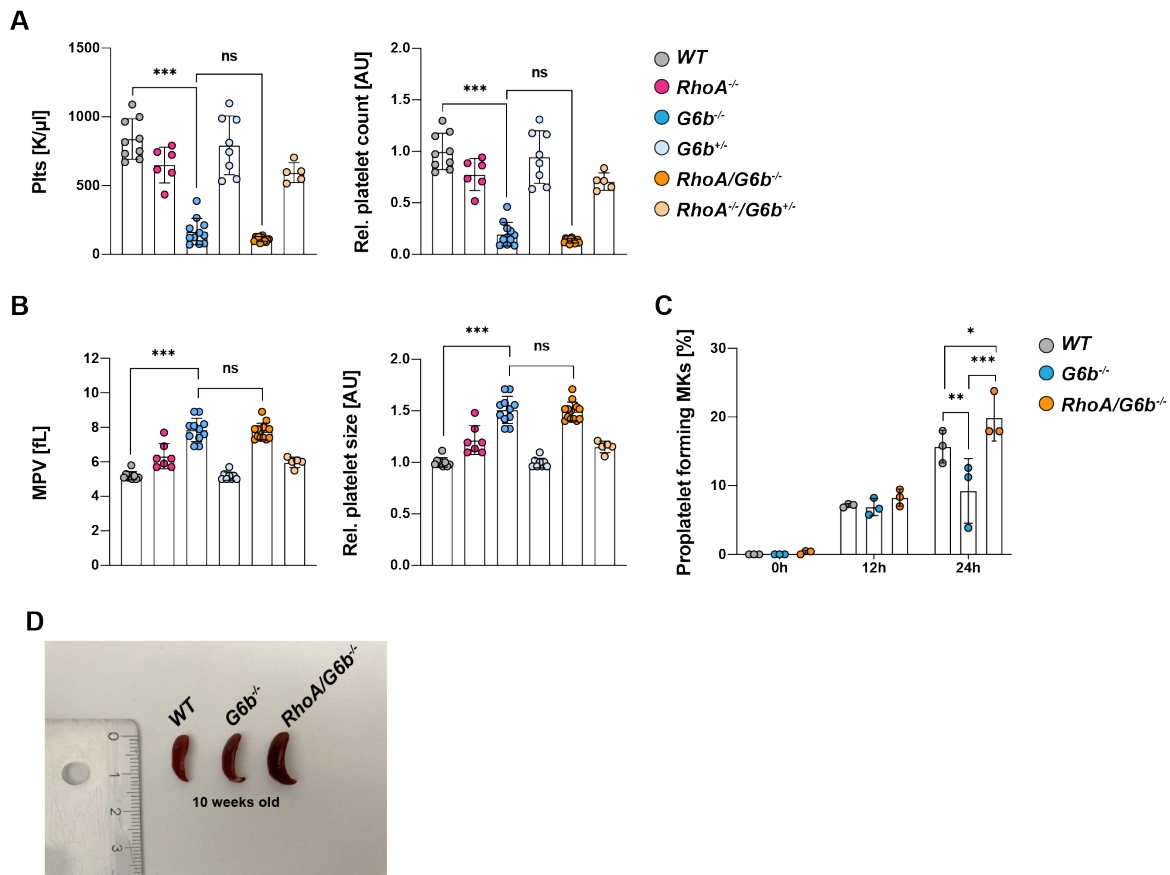 A
Plts [K/µl]
1500
1000
500
0
***
ns
Rel. platelet count [AU]
2.0
1.5
1.0
0.5
0.0
***
ns
WT
RhoA-/-
G6b-/-
G6b+/-
RhoA/G6b-/-
RhoA-/-/G6b+/-
B
MPV [fL]
12
10
8
6
4
2
0
***
ns
Rel. platelet size [AU]
2.0
1.5
1.0
0.5
0.0
***
ns
C
Proplatelet forming MKs [%]
30
20
10
0
*
***
**
0h
12h
24h
WT
G6b-/-
RhoA/G6b-/-
D
WT
G6b-/-
RhoA/G6b-/-
0
1
2
3
10 weeks old